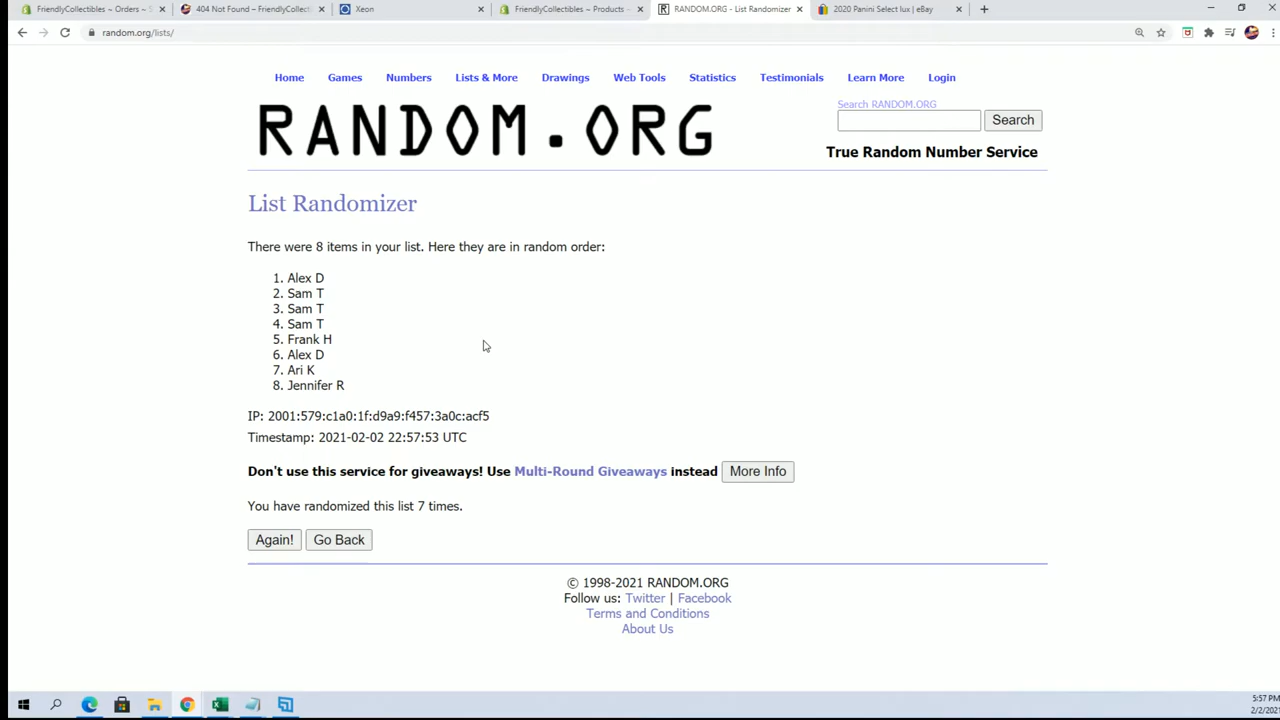 FriendlyCollectibles ~ Orders ~ S
404 Not Found – FriendlyCollecti
Xeon
FriendlyCollectibles ~ Products ~
RANDOM.ORG - List Randomizer
2020 Panini Select lux | eBay
random.org/lists/
Home Games Numbers Lists & More Drawings Web Tools Statistics Testimonials Learn More Login
RANDOM.ORG
Search RANDOM.ORG
Search
True Random Number Service
List Randomizer
There were 8 items in your list. Here they are in random order:
1. Alex D
2. Sam T
3. Sam T
4. Sam T
5. Frank H
6. Alex D
7. Ari K
8. Jennifer R
IP: 2001:579:c1a0:1f:d9a9:f457:3a0c:acf5
Timestamp: 2021-02-02 22:57:53 UTC
Don't use this service for giveaways! Use Multi-Round Giveaways instead More Info
You have randomized this list 7 times.
Again! Go Back
© 1998-2021 RANDOM.ORG
Follow us: Twitter | Facebook
Terms and Conditions
About Us
5:57 PM
2/2/2021